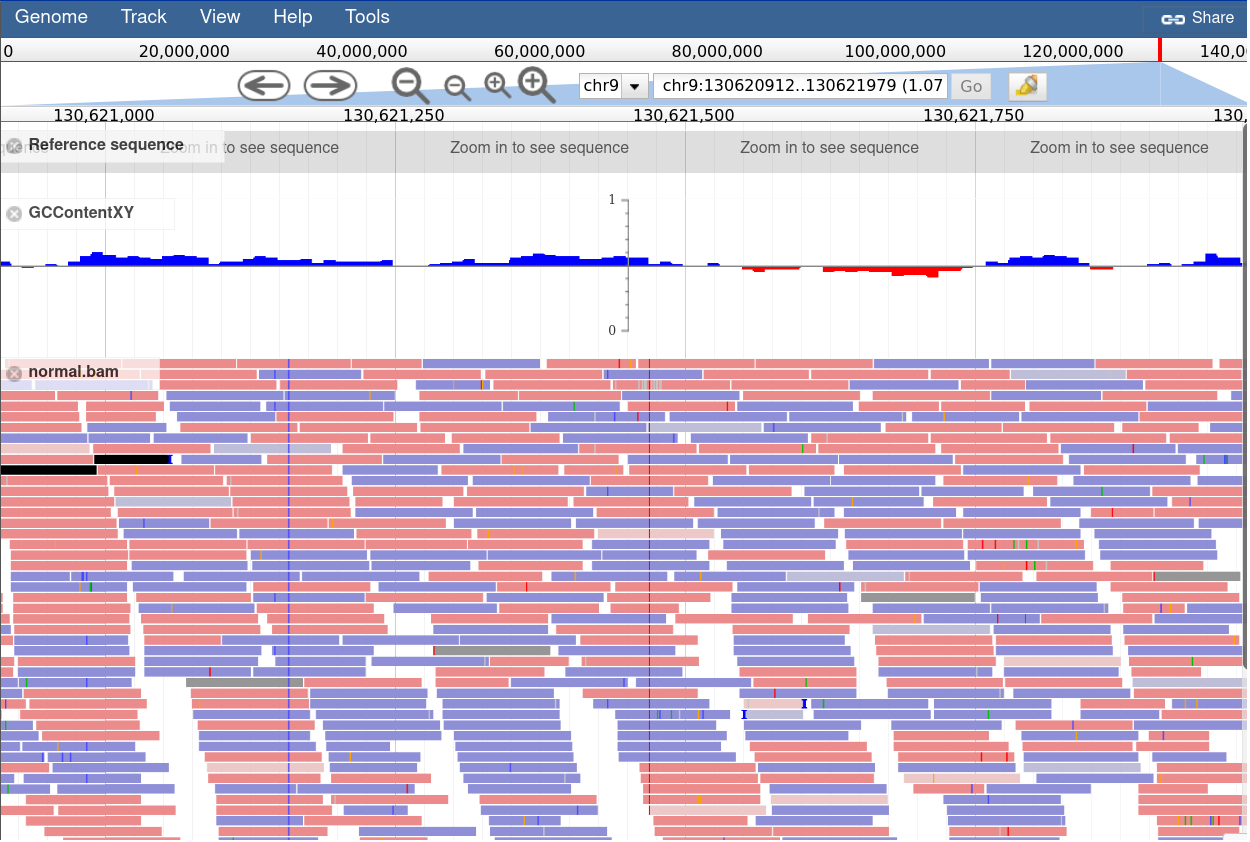 Genome Track View Help Tools Share
0 20,000,000 40,000,000 60,000,000 80,000,000 100,000,000 120,000,000 140,0
chr9 chr9:130620912..130621979 (1.07 Go
130,621,000 130,621,250 130,621,500 130,621,750 130,
Reference sequence
Zoom in to see sequence Zoom in to see sequence Zoom in to see sequence Zoom in to see sequence
1
GCContentXY
0
normal.bam